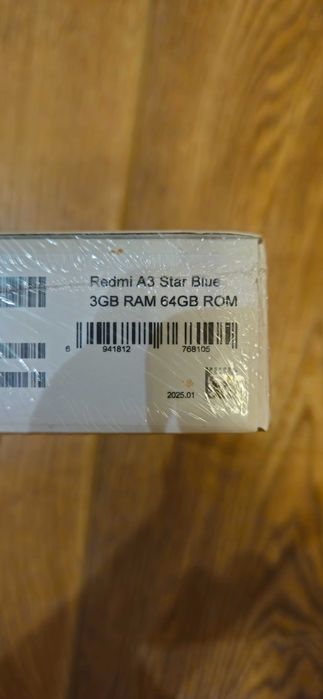 Redmi A3 Star Blue
3GB RAM 64GB ROM
6 941812 768105
2025.01